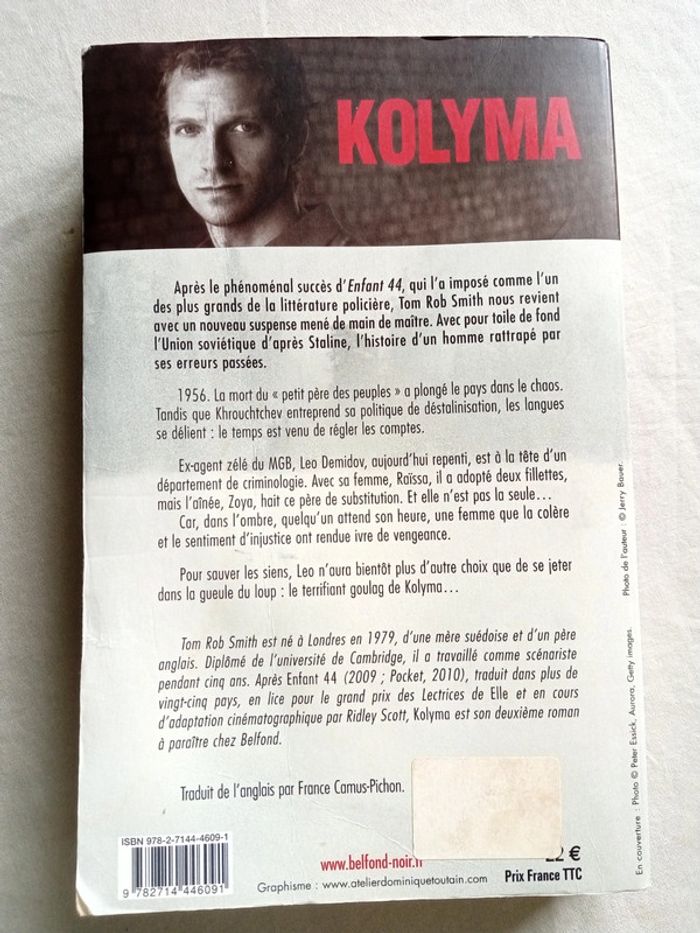 KOLYMA
Après le phénoménal succès d'Enfant 44, qui l'a imposé comme l'un
des plus grands de la littérature policière, Tom Rob Smith nous revient
avec un nouveau suspense mené de main de maître. Avec pour toile de fond
l'Union soviétique d'après Staline, l'histoire d'un homme rattrapé par
ses erreurs passées.
1956. La mort du « petit père des peuples » a plongé le pays dans le chaos.
Tandis que Khrouchtchev entreprend sa politique de déstalinisation, les langues
se délient : le temps est venu de régler les comptes.
Ex-agent zélé du MGB, Leo Demidov, aujourd'hui repenti, est à la tête d'un
département de criminologie. Avec sa femme, Raïssa, il a adopté deux fillettes,
mais l'aînée, Zoya, hait ce père de substitution. Et elle n'est pas la seule...
Car, dans l'ombre, quelqu'un attend son heure, une femme que la colère
et le sentiment d'injustice ont rendue ivre de vengeance.
Pour sauver les siens, Leo n'aura bientôt plus d'autre choix que de se jeter
dans la gueule du loup : le terrifiant goulag de Kolyma...
Tom Rob Smith est né à Londres en 1979, d'une mère suédoise et d'un père
anglais. Diplômé de l'université de Cambridge, il a travaillé comme scénariste
pendant cinq ans. Après Enfant 44 (2009 ; Pocket, 2010), traduit dans plus de
vingt-cinq pays, en lice pour le grand prix des Lectrices de Elle et en cours
d'adaptation cinématographique par Ridley Scott, Kolyma est son deuxième roman
à paraître chez Belfond.
Traduit de l'anglais par France Camus-Pichon.
ISBN 978-2-7144-4609-1
9 782714 446091
www.belfond-noir.fr
Graphisme : www.atelierdominiquetoutain.com
22 €
Prix France TTC
Photo de l'auteur : © Jerry Bauer.
En couverture : Photo © Peter Essick, Aurora, Getty images.